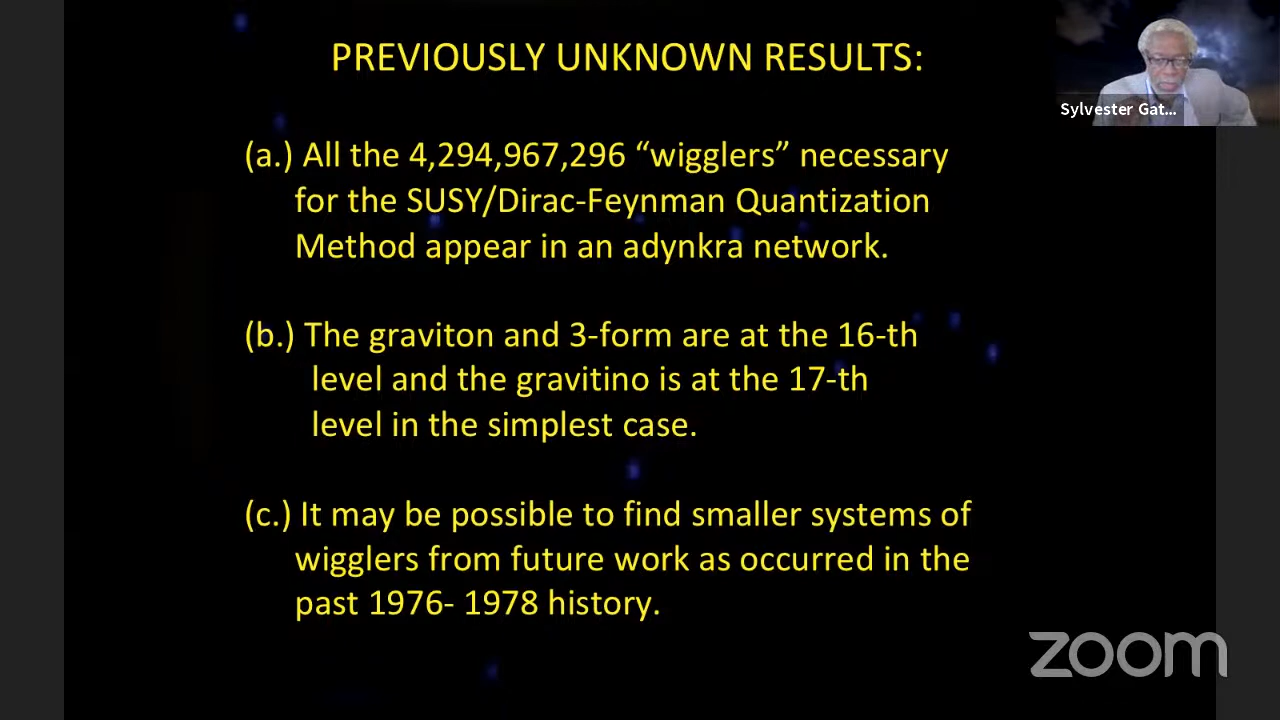 PREVIOUSLY UNKNOWN RESULTS:
Sylvester Gat...
(a.) All the 4,294,967,296 “wigglers” necessary
for the SUSY/Dirac-Feynman Quantization
Method appear in an adynkra network.
(b.) The graviton and 3-form are at the 16-th
level and the gravitino is at the 17-th
level in the simplest case.
(c.) It may be possible to find smaller systems of
wigglers from future work as occurred in the
past 1976- 1978 history.
zoom